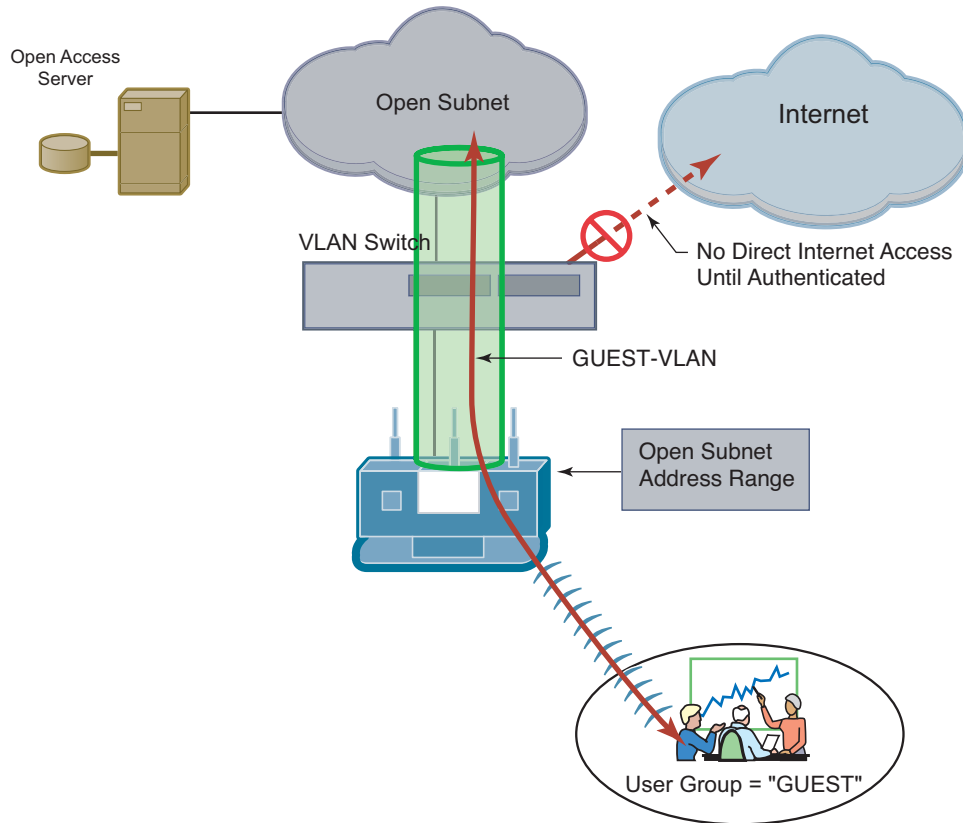 Open Access
Server
Open Subnet
Internet
VLAN Switch
No Direct Internet Access
Until Authenticated
GUEST-VLAN
Open Subnet
Address Range
User Group = "GUEST"